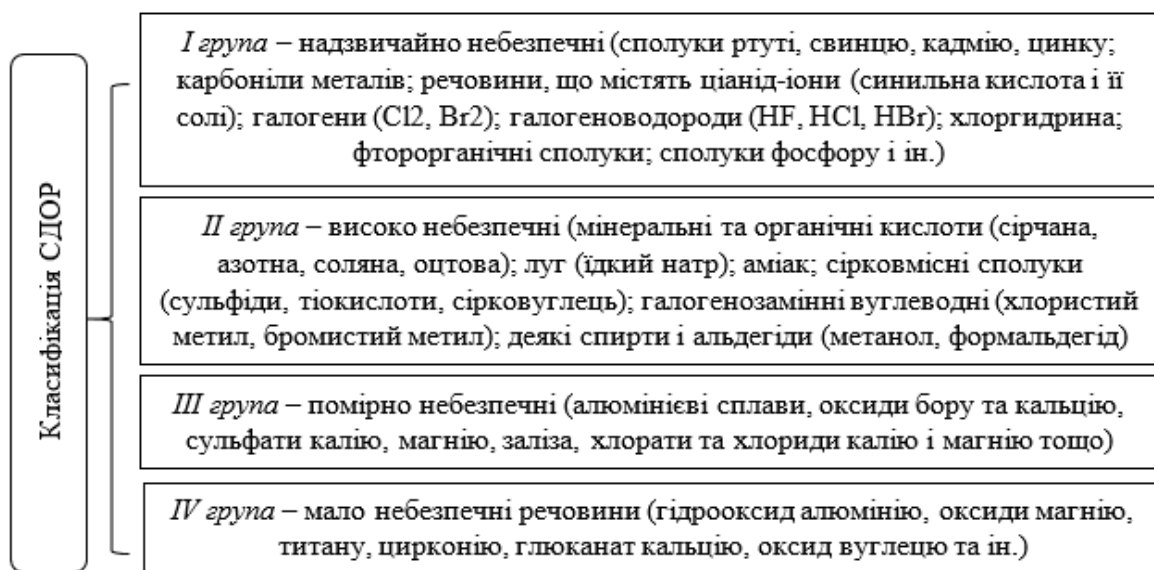 Класифікація СДОР
I група – надзвичайно небезпечні (сполуки ртуті, свинцю, кадмію, цинку;
карбоніли металів; речовини, що містять ціанід-іони (синильна кислота і її
солі); галогени (Cl2, Br2); галогеноводороди (HF, HCl, HBr); хлоргидрина;
фторорганічні сполуки; сполуки фосфору і ін.)
II група – високо небезпечні (мінеральні та органічні кислоти (сірчана,
азотна, соляна, оцтова); луг (їдкий натр); аміак; сірковмісні сполуки
(сульфіди, тіокислоти, сірковуглець); галогенозамінні вуглеводні (хлористий
метил, бромистий метил); деякі спирти і альдегіди (метанол, формальдегід)
III група – помірно небезпечні (алюмінієві сплави, оксиди бору та кальцію,
сульфати калію, магнію, заліза, хлорати та хлориди калію і магнію тощо)
IV група – мало небезпечні речовини (гідрооксид алюмінію, оксиди магнію,
титану, цирконію, глюканат кальцію, оксид вуглецю та ін.)